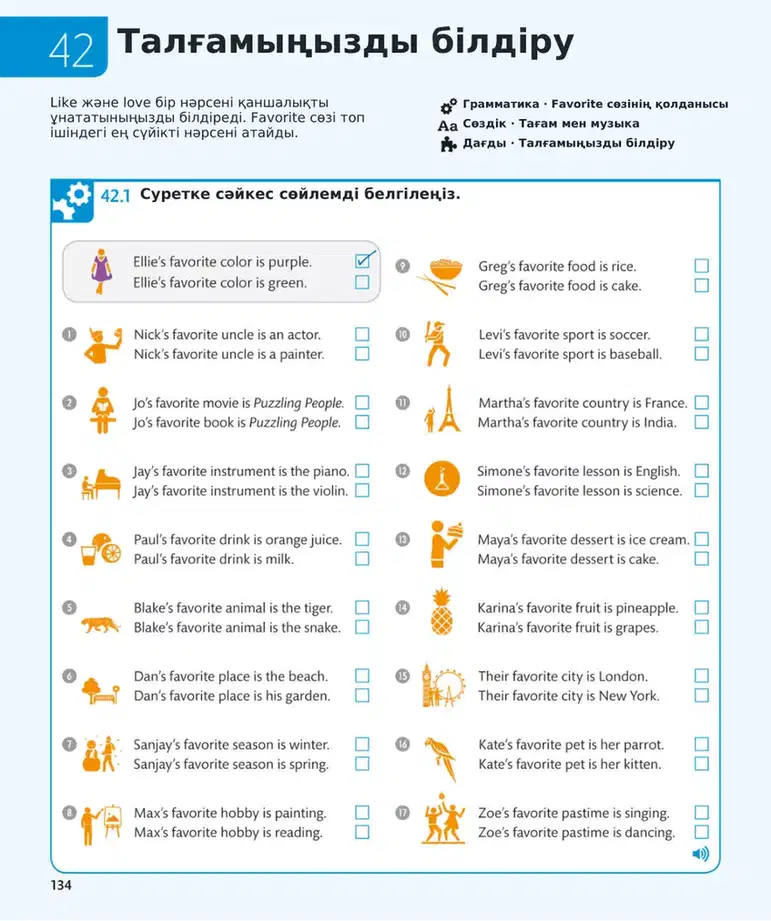 42
Талғамыңызды білдіру
Like және love бір нәрсені қаншалықты
ұнататыныңызды білдіреді. Favorite сөзі топ
ішіндегі ең сүйікті нәрсені атайды.
Грамматика · Favorite сөзінің қолданысы
Aa Сөздік · Тағам мен музыка
Дағды · Талғамыңызды білдіру
42.1 Суретке сәйкес сөйлемді белгілеңіз.
Ellie's favorite color is purple.
Ellie's favorite color is green.
1 Nick's favorite uncle is an actor.
Nick's favorite uncle is a painter.
2 Jo's favorite movie is Puzzling People.
Jo's favorite book is Puzzling People.
3 Jay's favorite instrument is the piano.
Jay's favorite instrument is the violin.
4 Paul's favorite drink is orange juice.
Paul's favorite drink is milk.
5 Blake's favorite animal is the tiger.
Blake's favorite animal is the snake.
6 Dan's favorite place is the beach.
Dan's favorite place is his garden.
7 Sanjay's favorite season is winter.
Sanjay's favorite season is spring.
8 Max's favorite hobby is painting.
Max's favorite hobby is reading.
9 Greg's favorite food is rice.
Greg's favorite food is cake.
10 Levi's favorite sport is soccer.
Levi's favorite sport is baseball.
11 Martha's favorite country is France.
Martha's favorite country is India.
12 Simone's favorite lesson is English.
Simone's favorite lesson is science.
13 Maya's favorite dessert is ice cream.
Maya's favorite dessert is cake.
14 Karina's favorite fruit is pineapple.
Karina's favorite fruit is grapes.
15 Their favorite city is London.
Their favorite city is New York.
16 Kate's favorite pet is her parrot.
Kate's favorite pet is her kitten.
17 Zoe's favorite pastime is singing.
Zoe's favorite pastime is dancing.
134